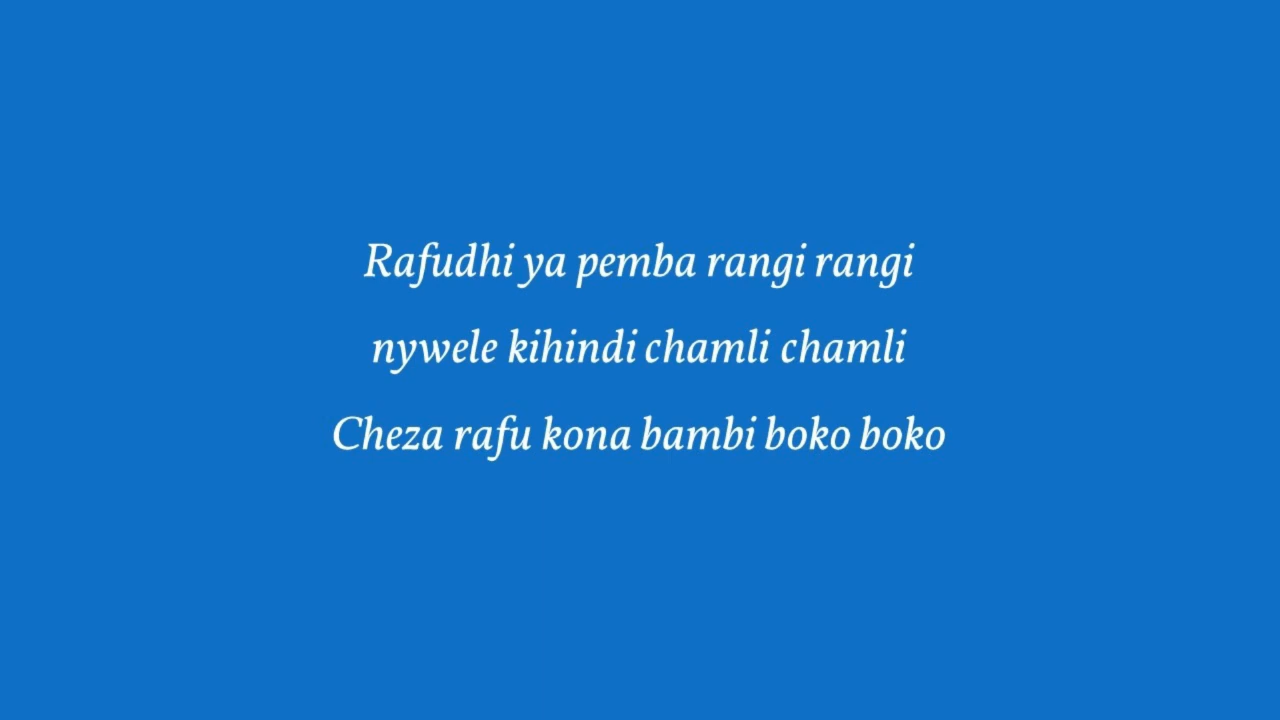 Rafudhi ya pemba rangi rangi
nywele kihindi chamli chamli
Cheza rafu kona bambi boko boko